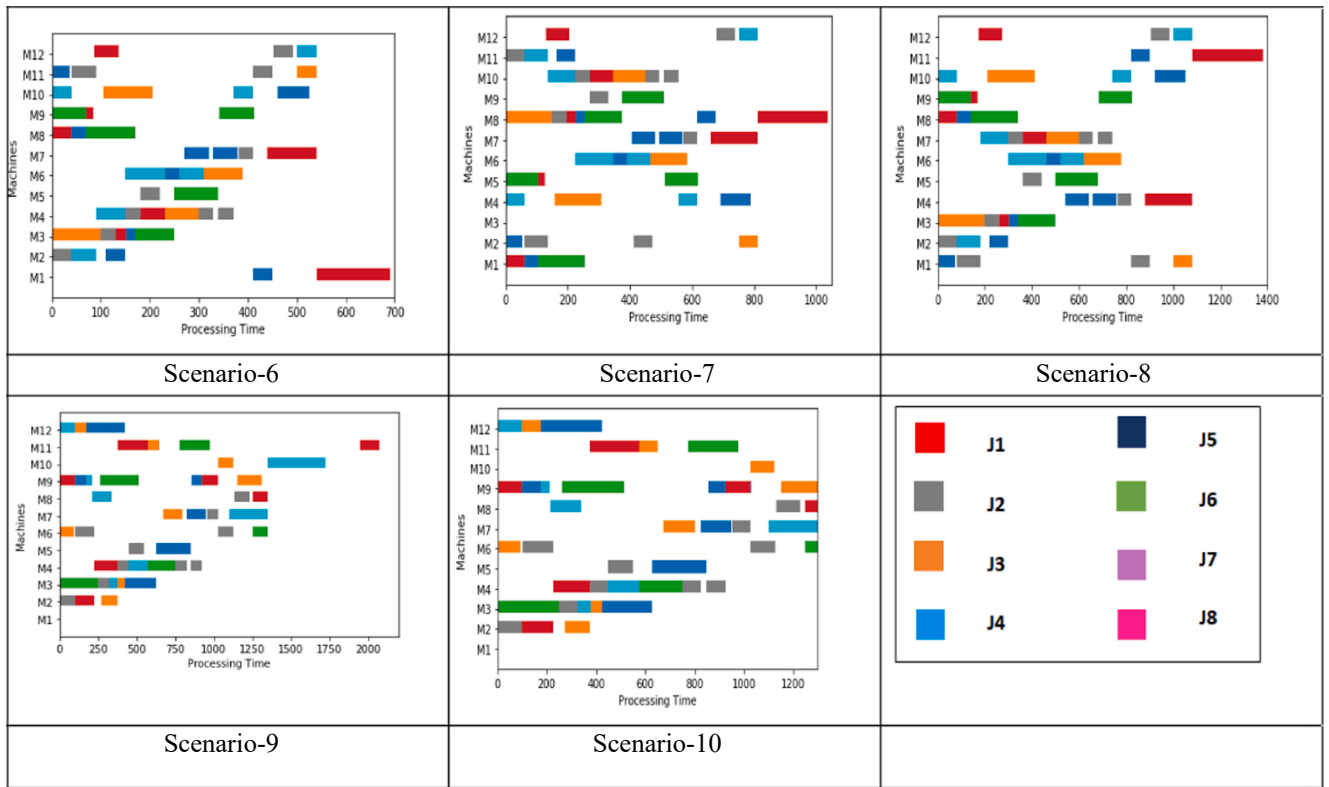 M12
M11
M10
M9
M8
M7
M6
M5
M4
M3
M2
M1
Machines
0 100 200 300 400 500 600 700
Processing Time
M12
M11
M10
M9
M8
M7
M6
M5
M4
M3
M2
M1
Machines
0 200 400 600 800 1000
Processing Time
M12
M11
M10
M9
M8
M7
M6
M5
M4
M3
M2
M1
Machines
0 200 400 600 800 1000 1200 1400
Processing Time
Scenario-6 Scenario-7 Scenario-8
M12
M11
M10
M9
M8
M7
M6
M5
M4
M3
M2
M1
Machines
0 250 500 750 1000 1250 1500 1750 2000
Processing Time
M12
M11
M10
M9
M8
M7
M6
M5
M4
M3
M2
M1
Machines
0 200 400 600 800 1000 1200
Processing Time
J1 J5
J2 J6
J3 J7
J4 J8
Scenario-9 Scenario-10